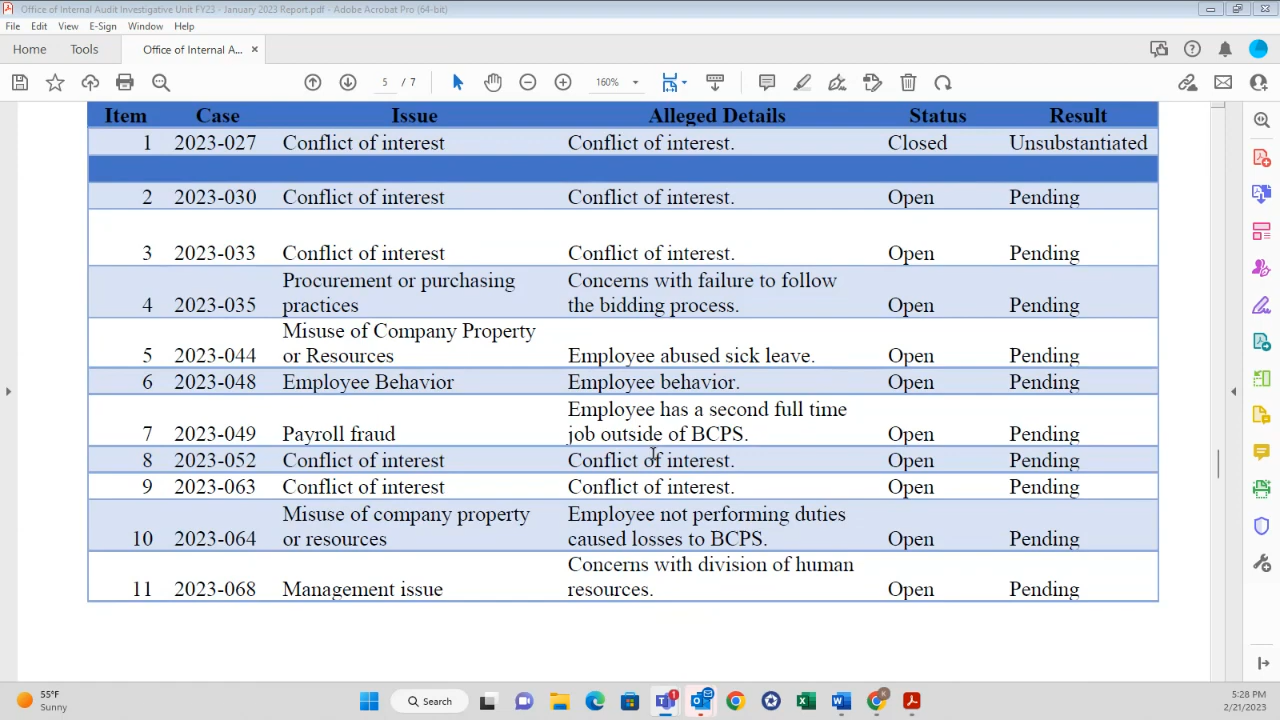 Office of Internal Audit Investigative Unit FY23 - January 2023 Report.pdf - Adobe Acrobat Pro (64-bit)
File Edit View E-Sign Window Help
Home Tools Office of Internal A... ×
5 / 7 160%
Item Case Issue Alleged Details Status Result
1 2023-027 Conflict of interest Conflict of interest. Closed Unsubstantiated
2 2023-030 Conflict of interest Conflict of interest. Open Pending
3 2023-033 Conflict of interest Conflict of interest. Open Pending
Procurement or purchasing Concerns with failure to follow
4 2023-035 practices the bidding process. Open Pending
Misuse of Company Property
5 2023-044 or Resources Employee abused sick leave. Open Pending
6 2023-048 Employee Behavior Employee behavior. Open Pending
Employee has a second full time
7 2023-049 Payroll fraud job outside of BCPS. Open Pending
8 2023-052 Conflict of interest Conflict of interest. Open Pending
9 2023-063 Conflict of interest Conflict of interest. Open Pending
Misuse of company property Employee not performing duties
10 2023-064 or resources caused losses to BCPS. Open Pending
Concerns with division of human
11 2023-068 Management issue resources. Open Pending
55°F
Sunny
Search
5:28 PM
2/21/2023